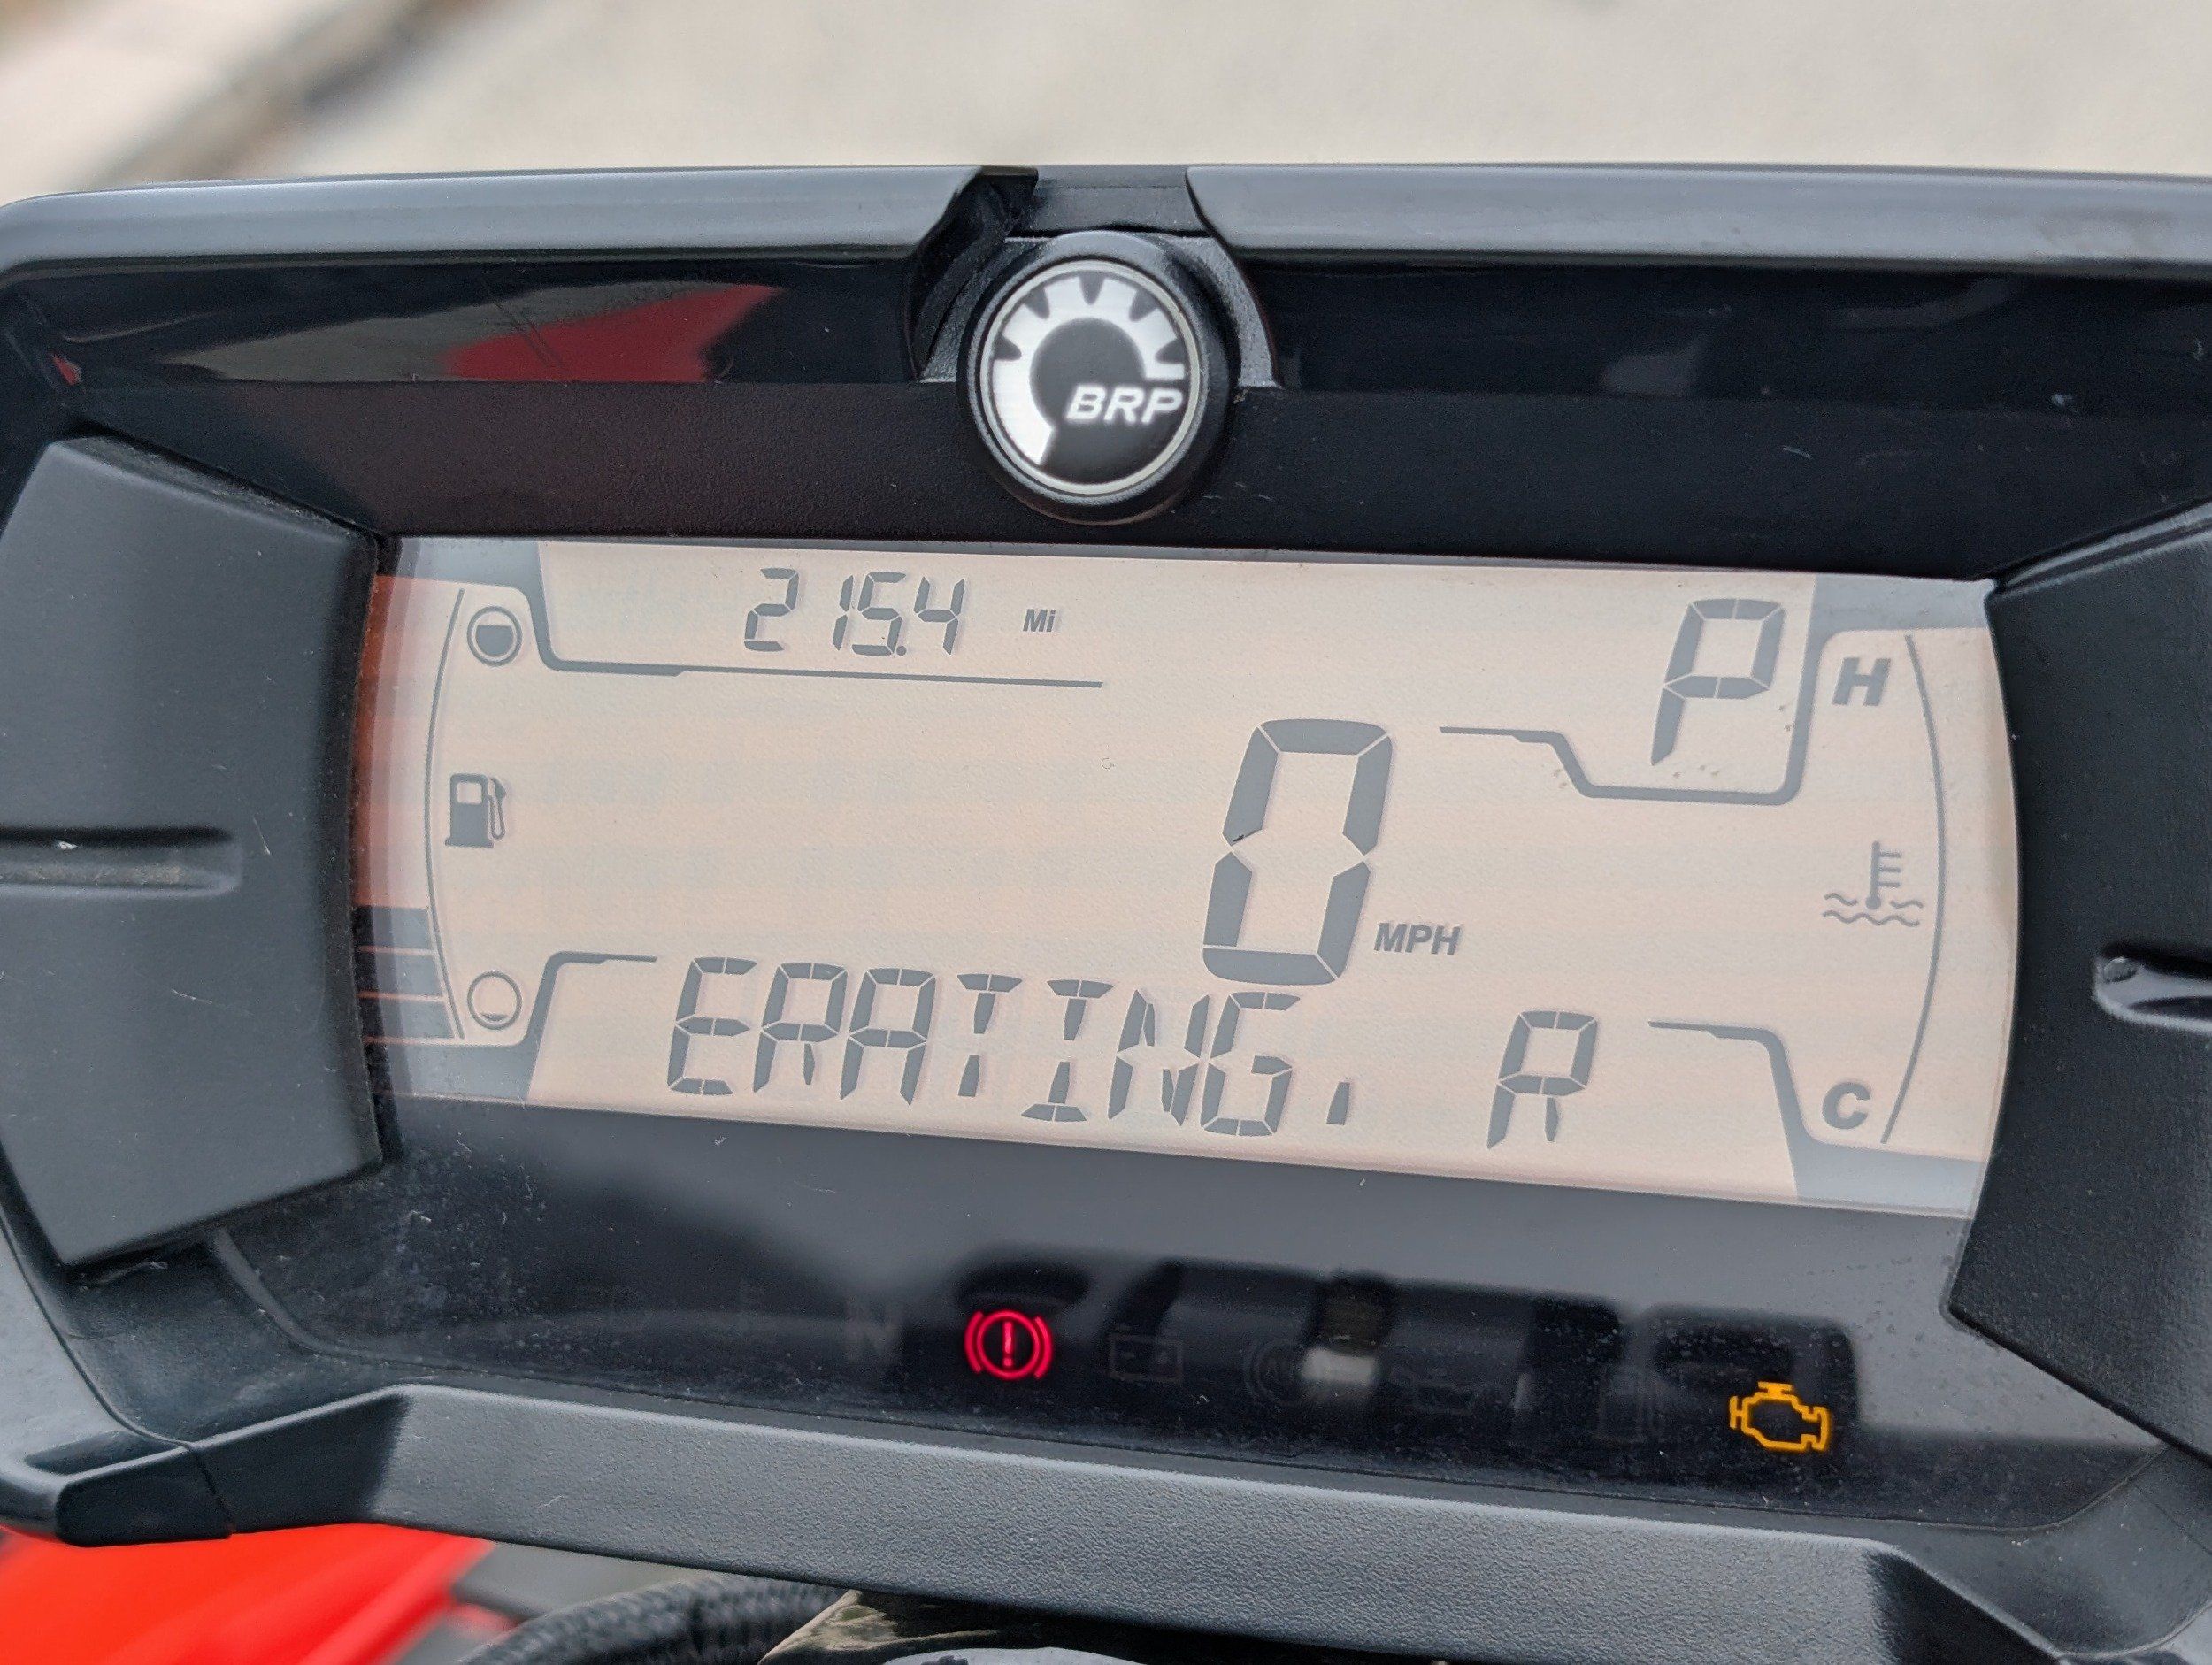 BRP
215.4 Mi
P
H
0 MPH
ERATING, R
C